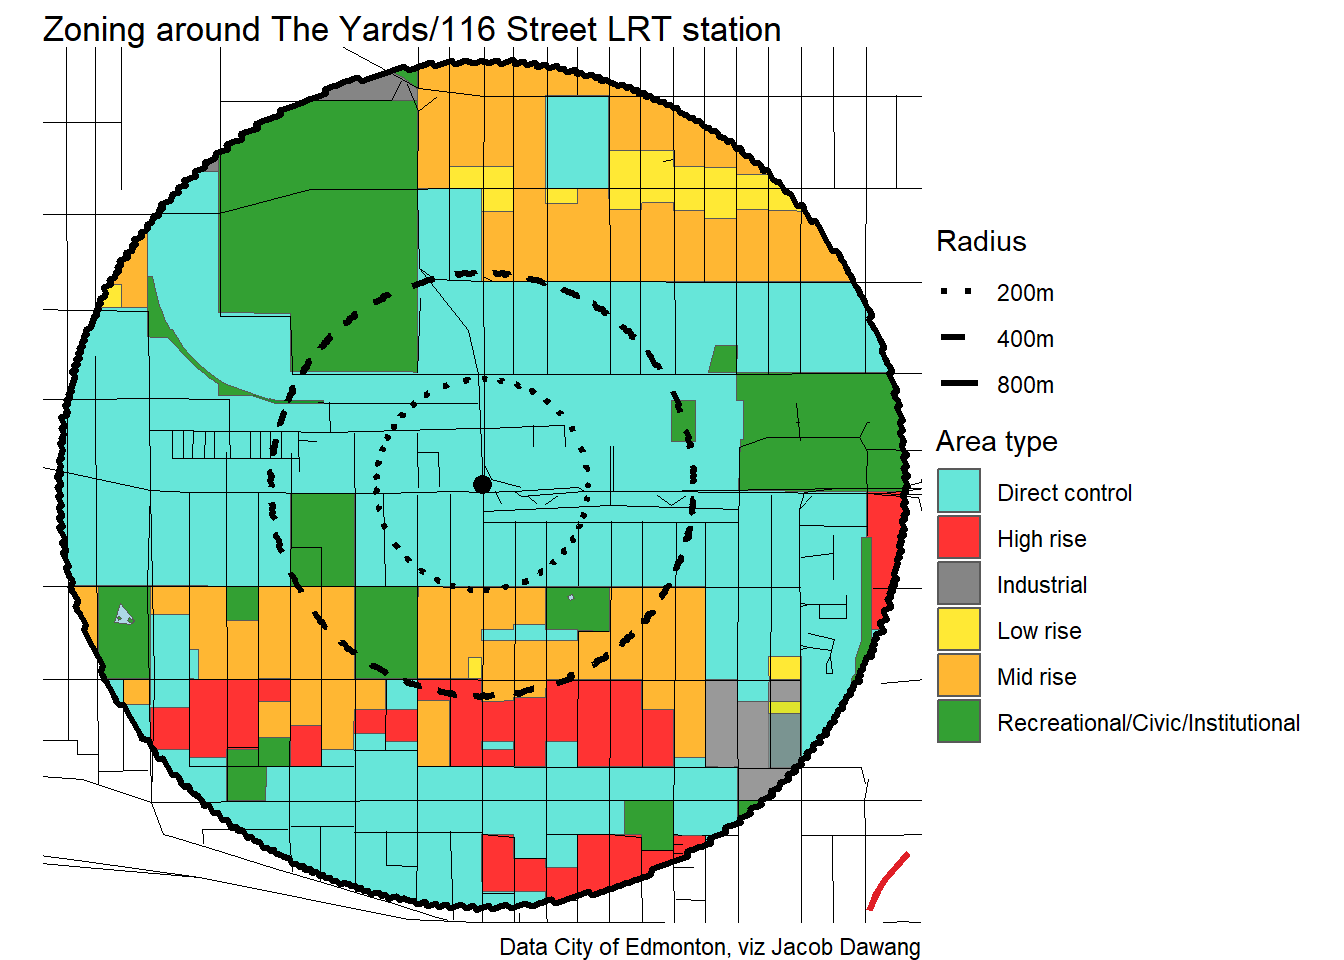 Zoning around The Yards/116 Street LRT station
Radius
200m
400m
800m
Area type
Direct control
High rise
Industrial
Low rise
Mid rise
Recreational/Civic/Institutional
Data City of Edmonton, viz Jacob Dawang